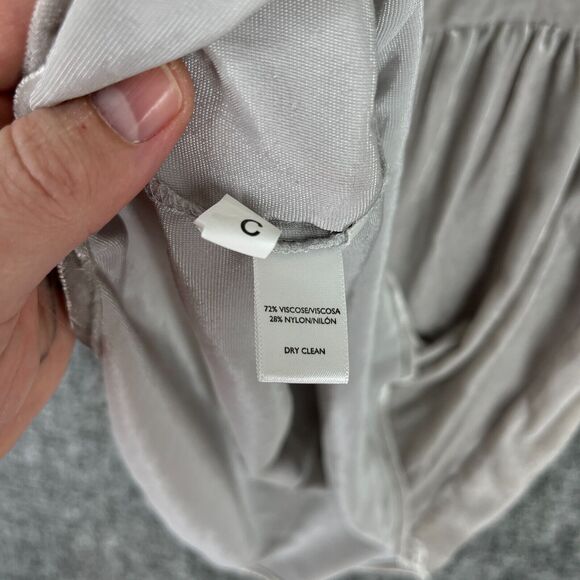 C
72% VISCOSE/VISCOSA
28% NYLON/NILÓN
DRY CLEAN